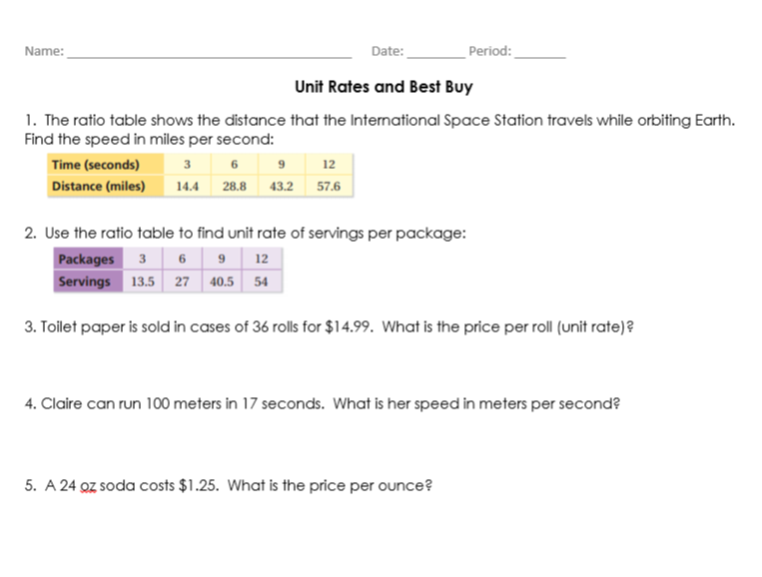 Name: Date: Period:
Unit Rates and Best Buy
1. The ratio table shows the distance that the International Space Station travels while orbiting Earth.
Find the speed in miles per second:
Time (seconds) 3 6 9 12
Distance (miles) 14.4 28.8 43.2 57.6
2. Use the ratio table to find unit rate of servings per package:
Packages 3 6 9 12
Servings 13.5 27 40.5 54
3. Toilet paper is sold in cases of 36 rolls for $14.99. What is the price per roll (unit rate)?
4. Claire can run 100 meters in 17 seconds. What is her speed in meters per second?
5. A 24 oz soda costs $1.25. What is the price per ounce?